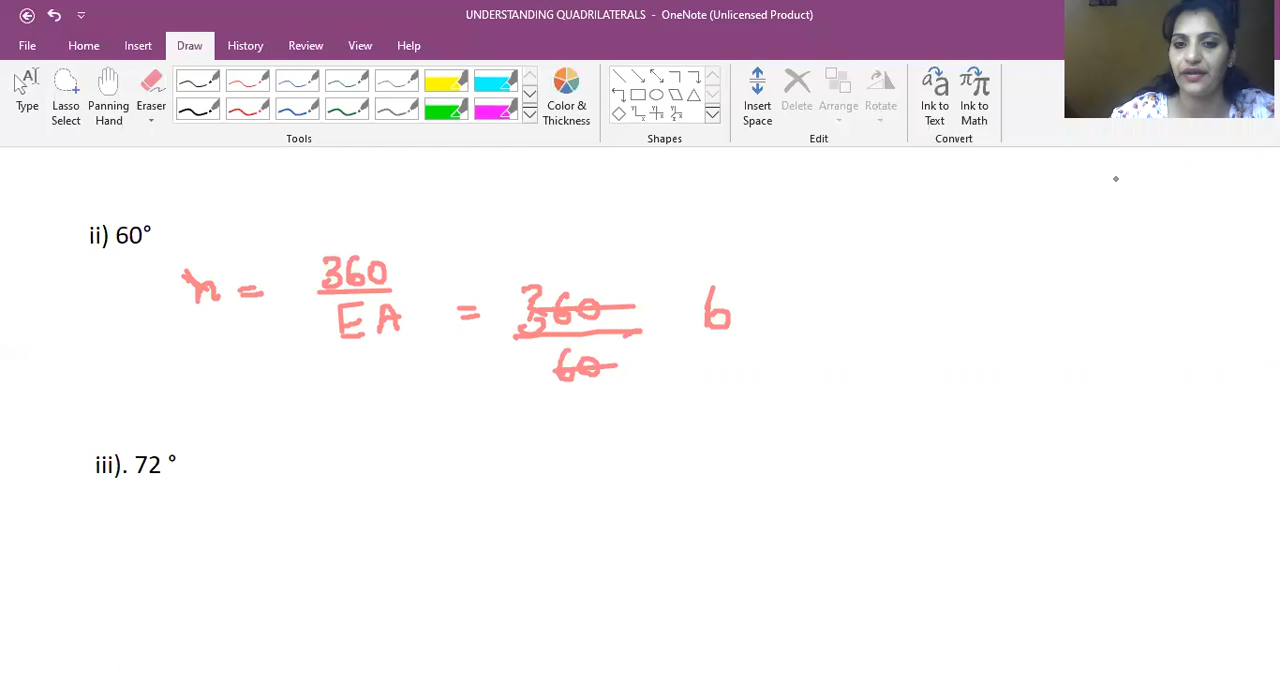 UNDERSTANDING QUADRILATERALS - OneNote (Unlicensed Product)
File Home Insert Draw History Review View Help
Type
Lasso Select
Panning Hand
Eraser
Color & Thickness
Insert Space
Delete
Arrange
Rotate
Ink to Text
Ink to Math
Tools
Shapes
Edit
Convert
ii) 60°
n = 360 / EA = 360 / 60 6
iii). 72 °